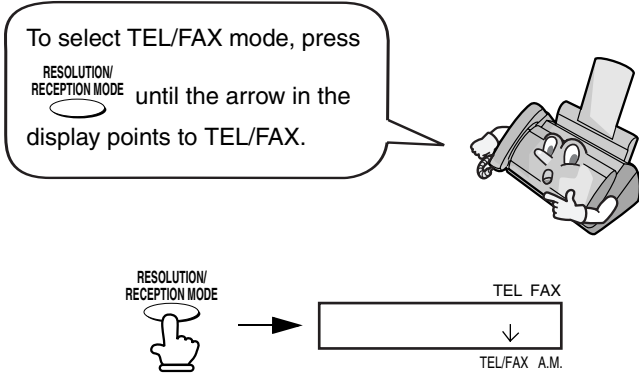 To select TEL/FAX mode, press
RESOLUTION/
RECEPTION MODE
until the arrow in the
display points to TEL/FAX.
RESOLUTION/
RECEPTION MODE
TEL FAX
TEL/FAX A.M.